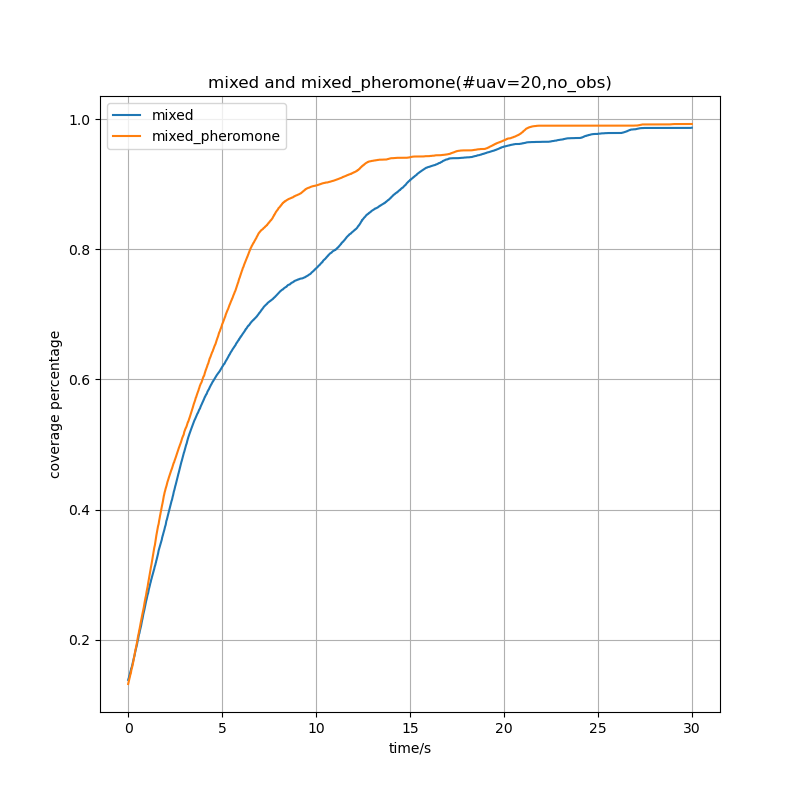 mixed and mixed_pheromone(#uav=20,no_obs)
mixed
mixed_pheromone
1.0
0.8
0.6
0.4
0.2
coverage percentage
0 5 10 15 20 25 30
time/s